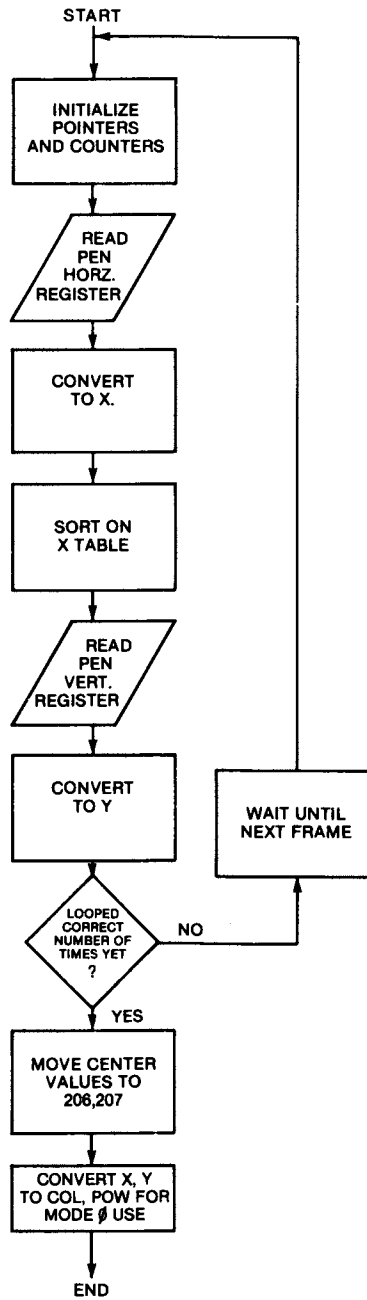 START
INITIALIZE
POINTERS
AND COUNTERS
READ
PEN
HORZ.
REGISTER
CONVERT
TO X.
SORT ON
X TABLE
READ
PEN
VERT.
REGISTER
CONVERT
TO Y
WAIT UNTIL
NEXT FRAME
LOOPED
CORRECT
NUMBER OF
TIMES YET
?
NO
YES
MOVE CENTER
VALUES TO
206,207
CONVERT X, Y
TO COL, POW FOR
MODE Ø USE
END